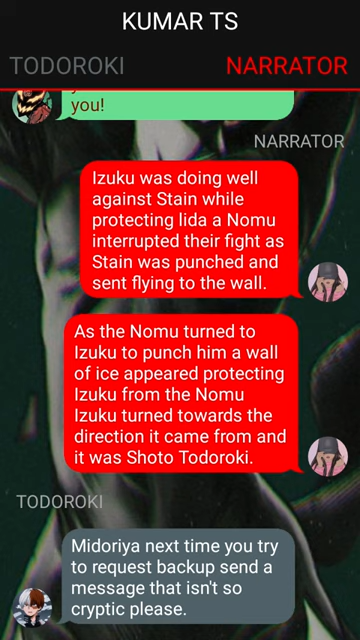 KUMAR TS
TODOROKI
NARRATOR
you!
NARRATOR
Izuku was doing well
against Stain while
protecting Iida a Nomu
interrupted their fight as
Stain was punched and
sent flying to the wall.
As the Nomu turned to
Izuku to punch him a wall
of ice appeared protecting
Izuku from the Nomu
Izuku turned towards the
direction it came from and
it was Shoto Todoroki.
TODOROKI
Midoriya next time you try
to request backup send a
message that isn't so
cryptic please.